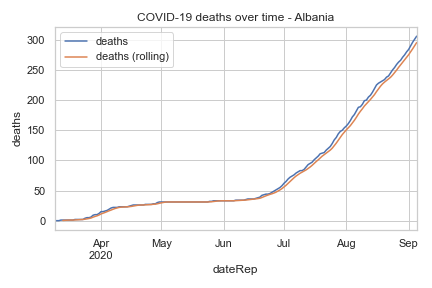 COVID-19 deaths over time - Albania
deaths
deaths (rolling)
300
250
200
150
100
50
0
deaths
Apr
May
Jun
Jul
Aug
Sep
2020
dateRep